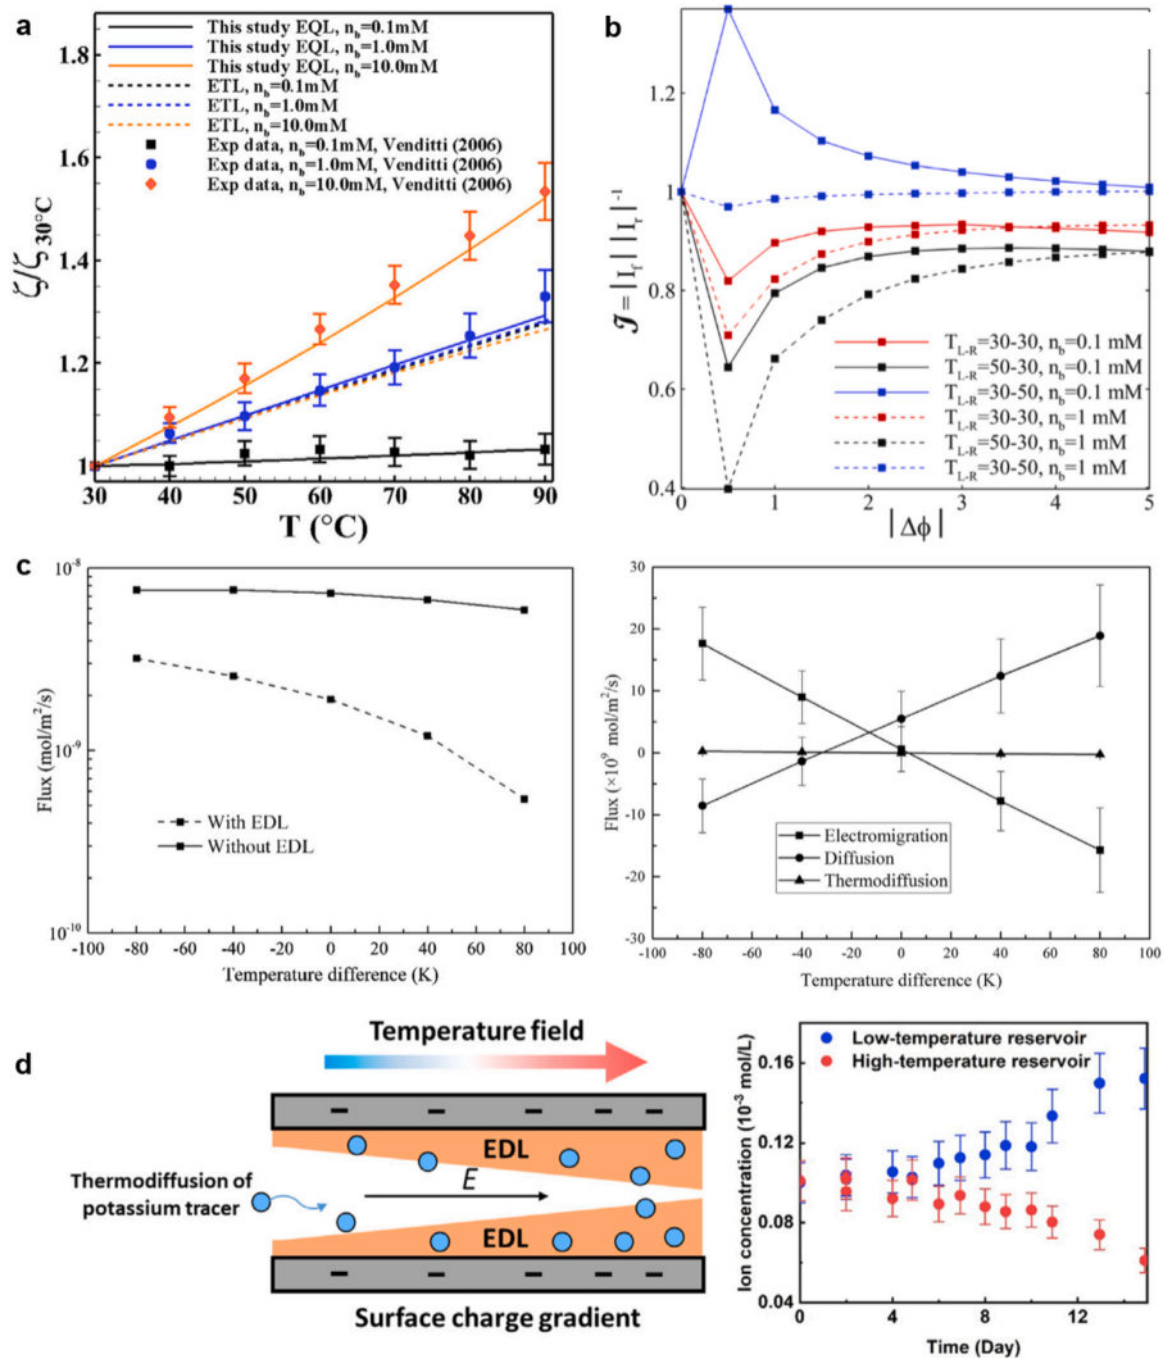 a
This study EQL, n_b=0.1mM
This study EQL, n_b=1.0mM
This study EQL, n_b=10.0mM
ETL, n_b=0.1mM
ETL, n_b=1.0mM
ETL, n_b=10.0mM
Exp data, n_b=0.1mM, Venditti (2006)
Exp data, n_b=1.0mM, Venditti (2006)
Exp data, n_b=10.0mM, Venditti (2006)
1.8
1.6
1.4
1.2
1
ζ/ζ_30°C
30 40 50 60 70 80 90
T (°C)
b
1.2
1
0.8
0.6
0.4
𝒥 = |I_f| |I_r|^-1
T_L-R=30-30, n_b=0.1 mM
T_L-R=50-30, n_b=0.1 mM
T_L-R=30-50, n_b=0.1 mM
T_L-R=30-30, n_b=1 mM
T_L-R=50-30, n_b=1 mM
T_L-R=30-50, n_b=1 mM
0 1 2 3 4 5
|Δϕ|
c
10^-8
10^-9
10^-10
Flux (mol/m^2/s)
With EDL
Without EDL
-100 -80 -60 -40 -20 0 20 40 60 80 100
Temperature difference (K)
30
20
10
0
-10
-20
-30
Flux (×10^9 mol/m^2/s)
Electromigration
Diffusion
Thermodiffusion
-100 -80 -60 -40 -20 0 20 40 60 80 100
Temperature difference (K)
d
Temperature field
EDL
Thermodiffusion of
potassium tracer
E
EDL
Surface charge gradient
Low-temperature reservoir
High-temperature reservoir
0.16
0.12
0.08
0.04
Ion concentration (10^-3 mol/L)
0 4 8 12
Time (Day)